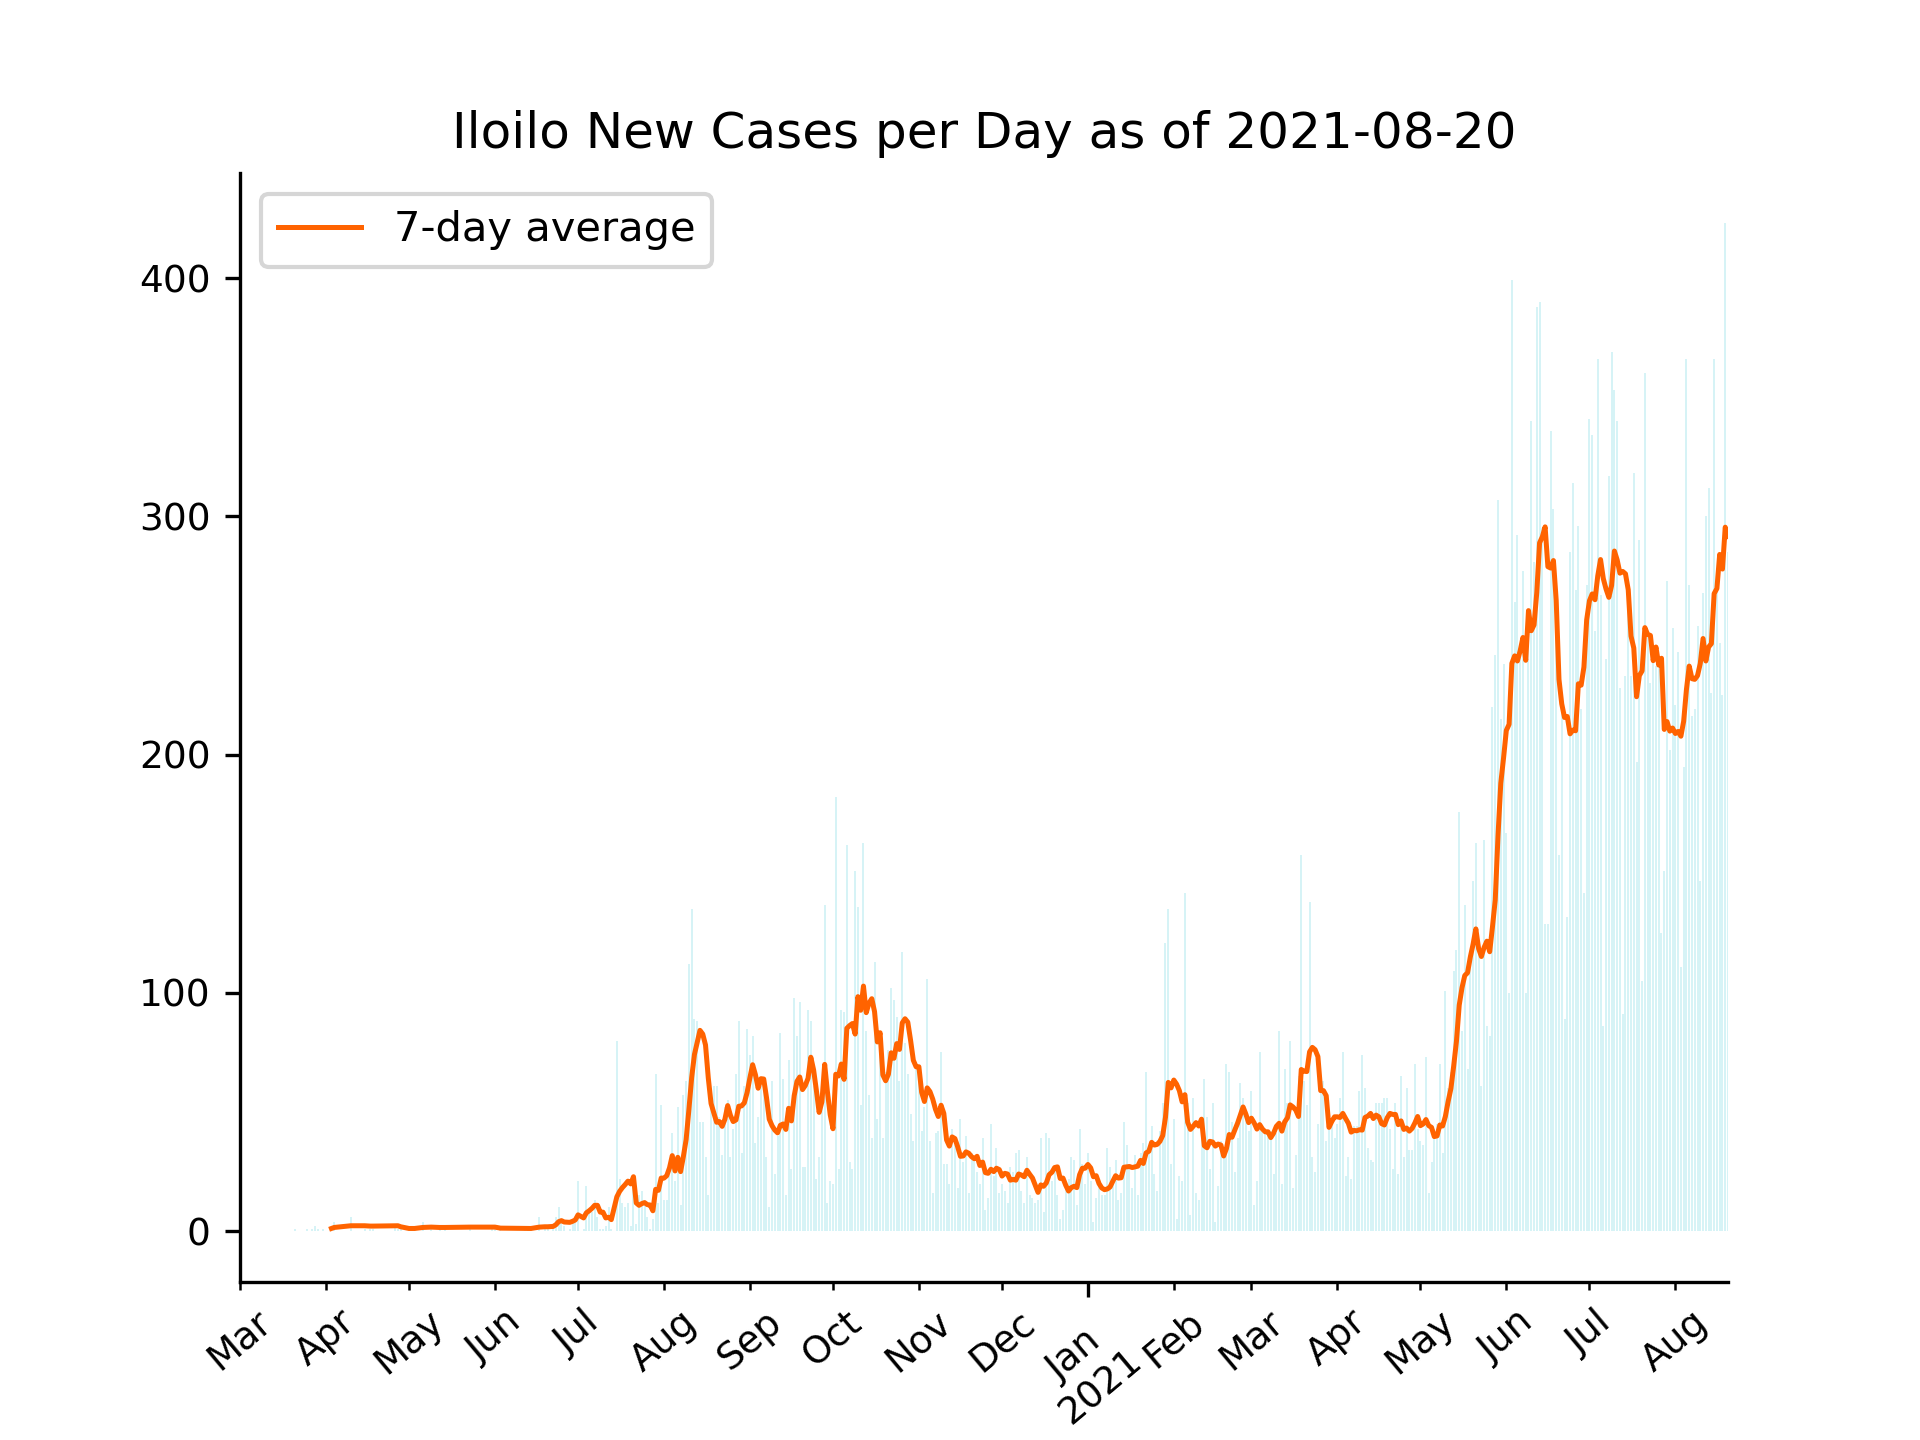 Iloilo New Cases per Day as of 2021-08-20
7-day average
400
300
200
100
0
Mar Apr May Jun Jul Aug Sep Oct Nov Dec Jan Feb Mar Apr May Jun Jul Aug
2021